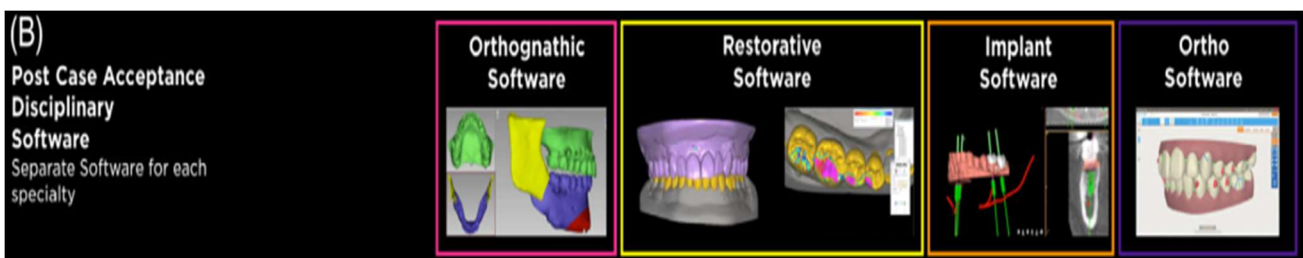 (B)
Post Case Acceptance
Disciplinary
Software
Separate Software for each
specialty
Orthognathic
Software
Restorative
Software
Implant
Software
Ortho
Software